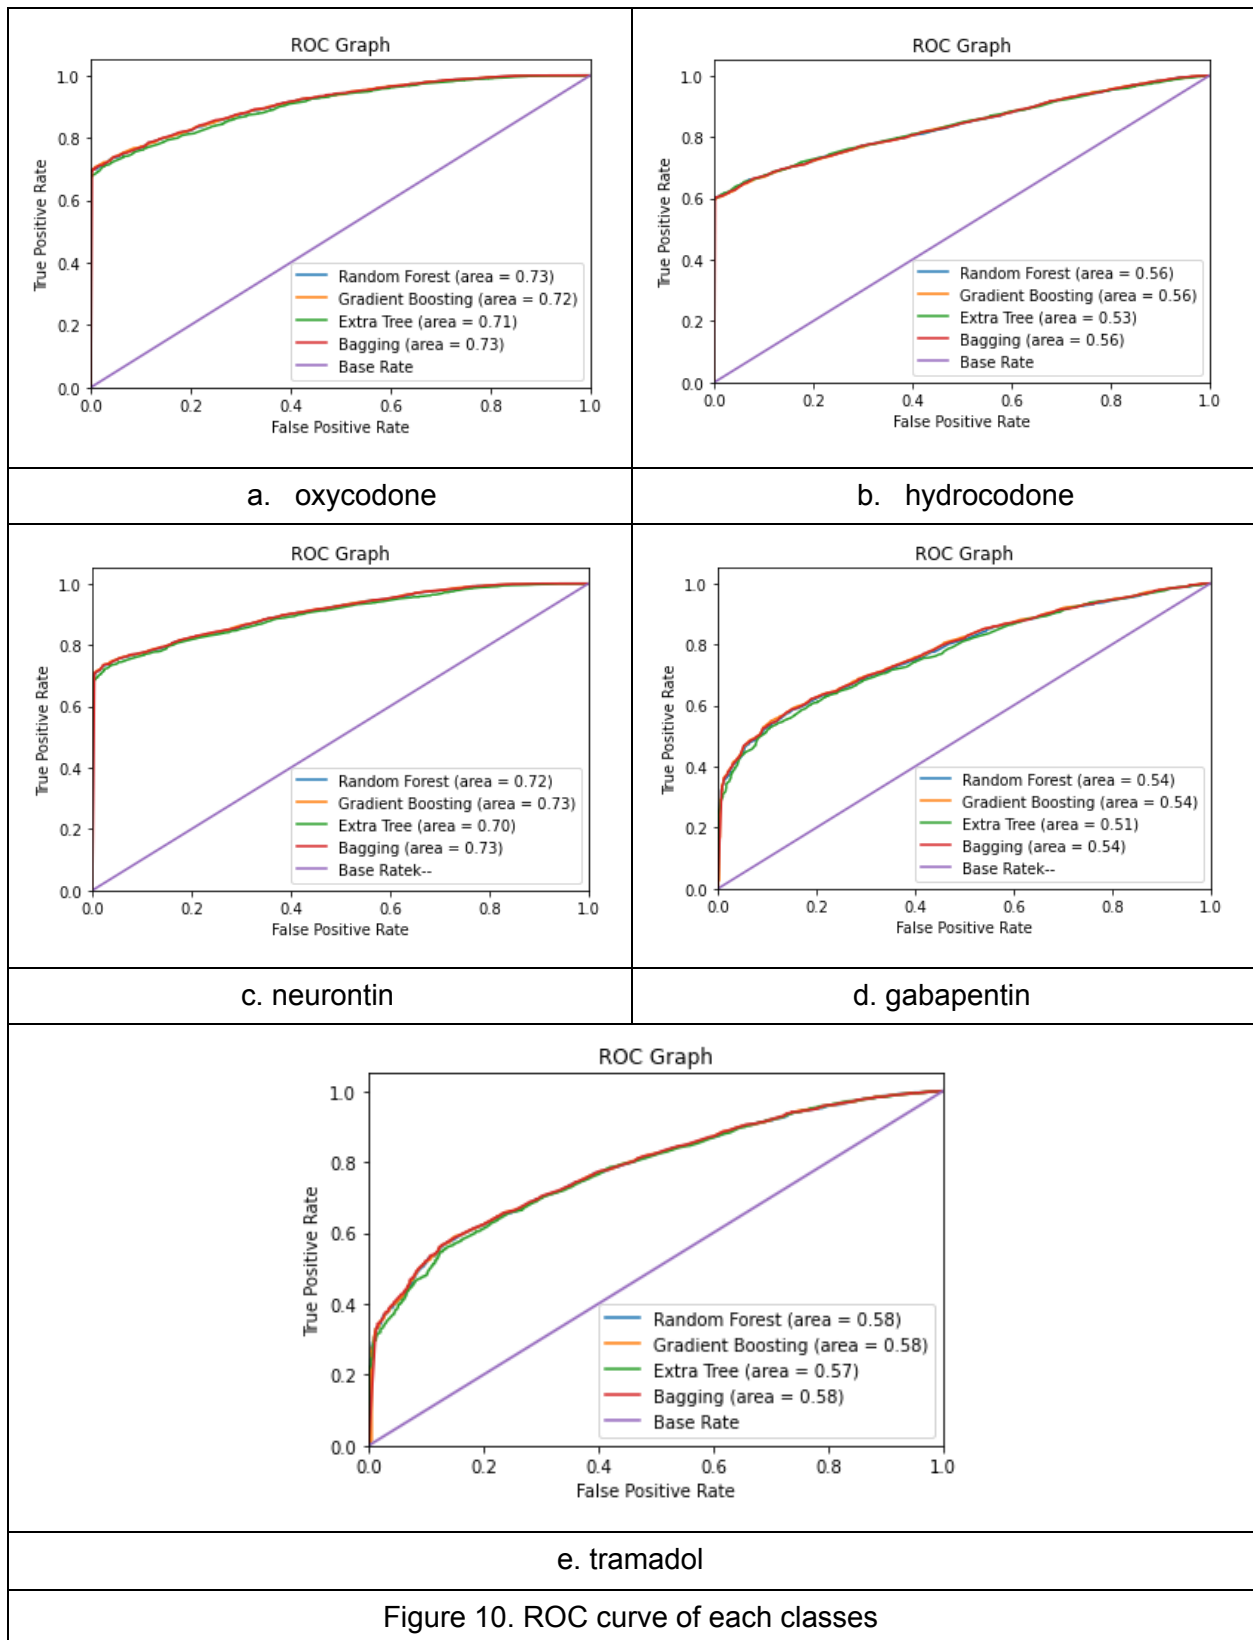 ROC Graph
True Positive Rate
1.0
0.8
0.6
0.4
0.2
0.0
Random Forest (area = 0.73)
Gradient Boosting (area = 0.72)
Extra Tree (area = 0.71)
Bagging (area = 0.73)
Base Rate
0.0 0.2 0.4 0.6 0.8 1.0
False Positive Rate
ROC Graph
True Positive Rate
1.0
0.8
0.6
0.4
0.2
0.0
Random Forest (area = 0.56)
Gradient Boosting (area = 0.56)
Extra Tree (area = 0.53)
Bagging (area = 0.56)
Base Rate
0.0 0.2 0.4 0.6 0.8 1.0
False Positive Rate
a. oxycodone
b. hydrocodone
ROC Graph
True Positive Rate
1.0
0.8
0.6
0.4
0.2
0.0
Random Forest (area = 0.72)
Gradient Boosting (area = 0.73)
Extra Tree (area = 0.70)
Bagging (area = 0.73)
Base Ratek--
0.0 0.2 0.4 0.6 0.8 1.0
False Positive Rate
ROC Graph
True Positive Rate
1.0
0.8
0.6
0.4
0.2
0.0
Random Forest (area = 0.54)
Gradient Boosting (area = 0.54)
Extra Tree (area = 0.51)
Bagging (area = 0.54)
Base Ratek--
0.0 0.2 0.4 0.6 0.8 1.0
False Positive Rate
c. neurontin
d. gabapentin
ROC Graph
True Positive Rate
1.0
0.8
0.6
0.4
0.2
0.0
Random Forest (area = 0.58)
Gradient Boosting (area = 0.58)
Extra Tree (area = 0.57)
Bagging (area = 0.58)
Base Rate
0.0 0.2 0.4 0.6 0.8 1.0
False Positive Rate
e. tramadol
Figure 10. ROC curve of each classes